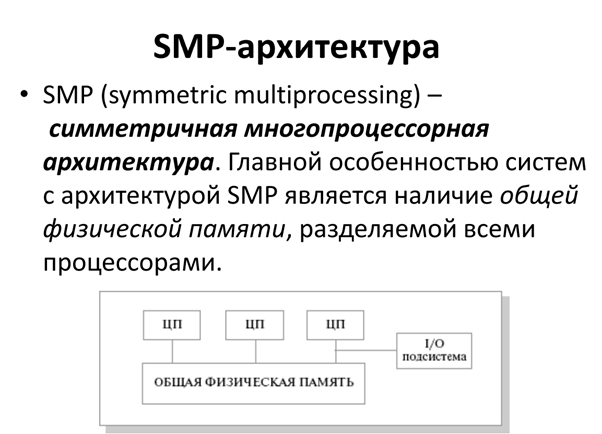 SMP-архитектура
• SMP (symmetric multiprocessing) –
симметричная многопроцессорная
архитектура. Главной особенностью систем
с архитектурой SMP является наличие общей
физической памяти, разделяемой всеми
процессорами.
ЦП ЦП ЦП
I/O
подсистема
ОБЩАЯ ФИЗИЧЕСКАЯ ПАМЯТЬ